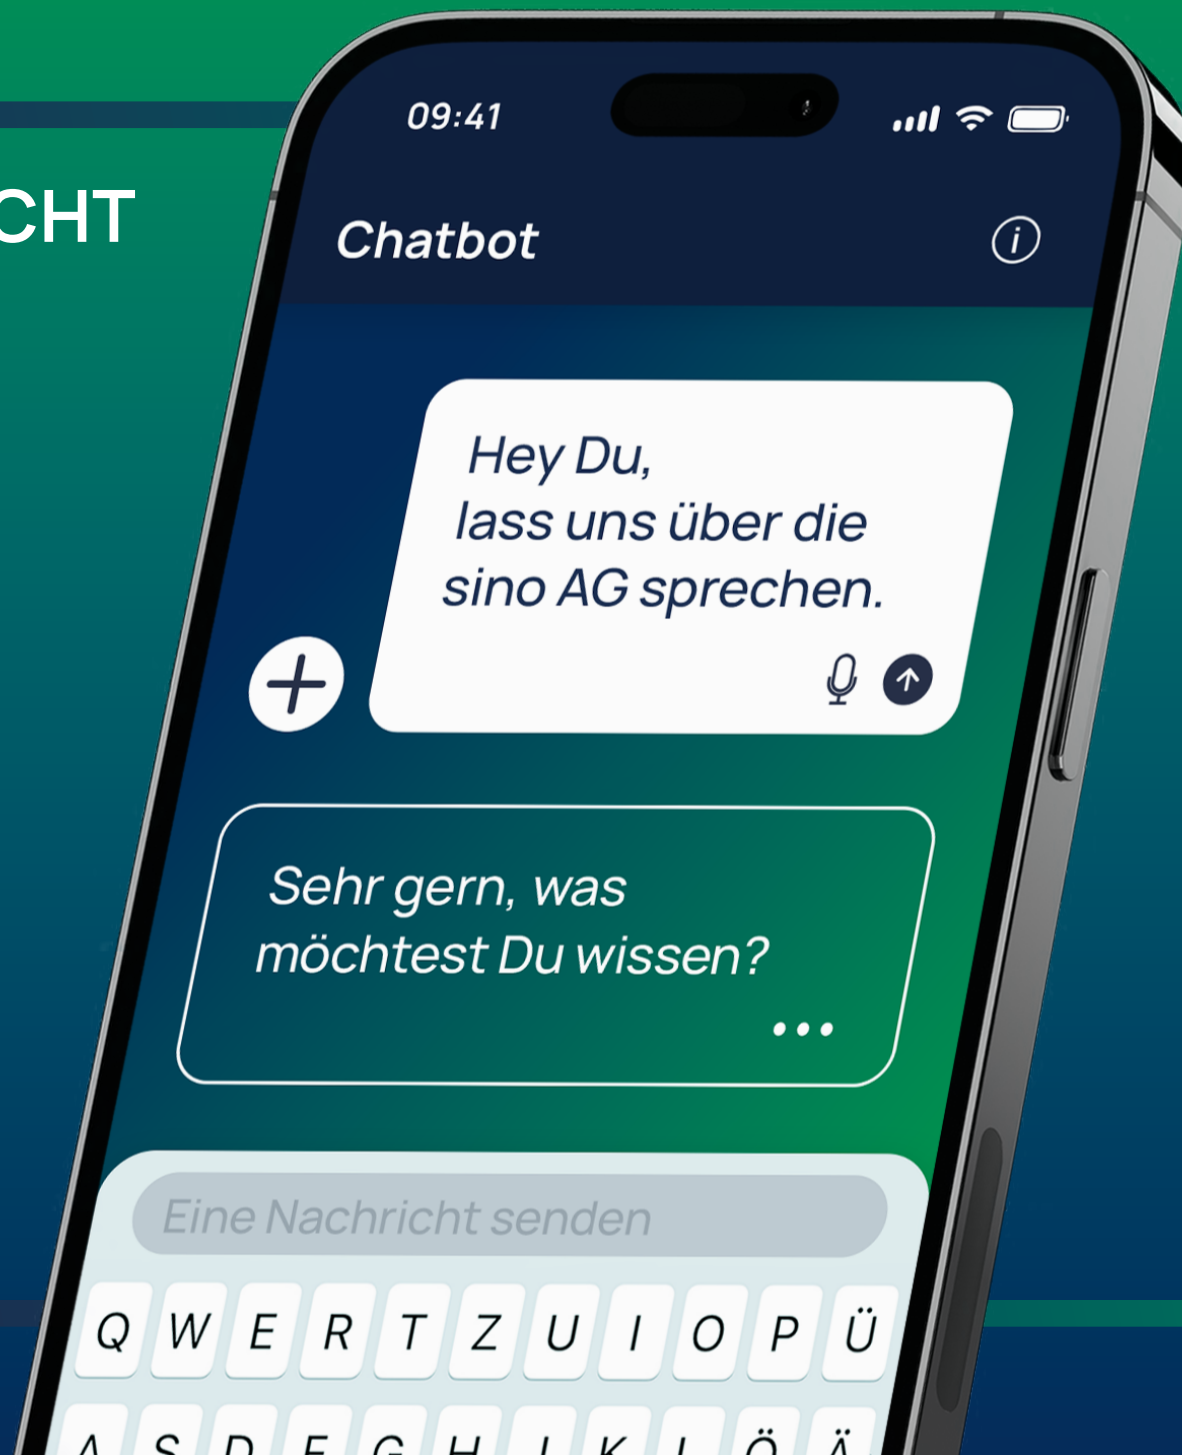 CHT
09:41
Chatbot
i
Hey Du,
lass uns über die
sino AG sprechen.
Sehr gern, was
möchtest Du wissen?
...
Eine Nachricht senden
Q W E R T Z U I O P Ü
A S D F G H J K L Ö Ä